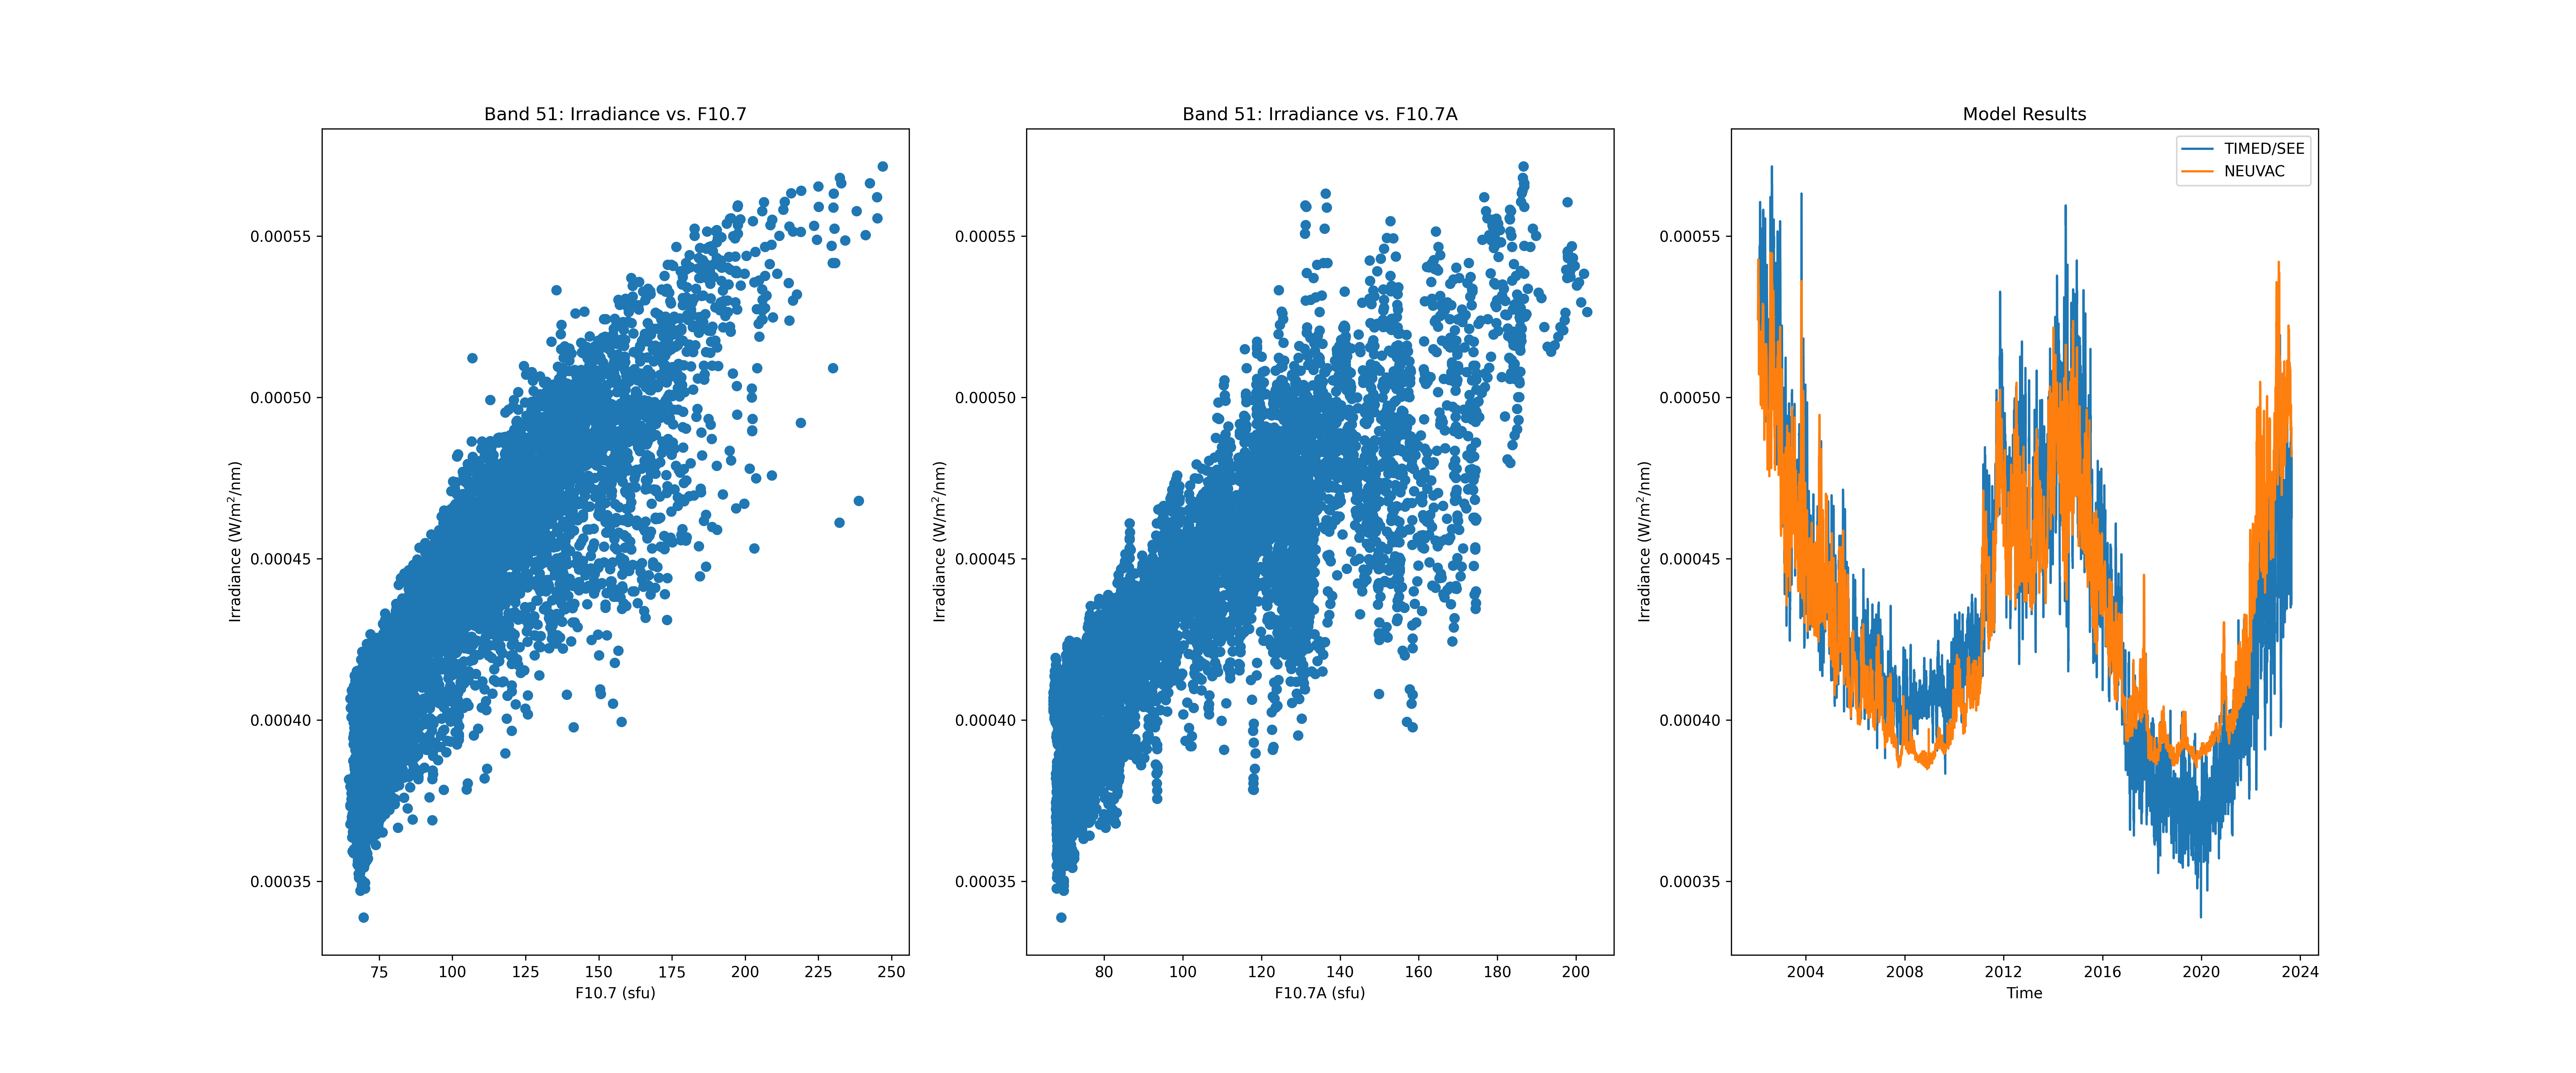 Band 51: Irradiance vs. F10.7
Irradiance (W/m²/nm)
0.00055
0.00050
0.00045
0.00040
0.00035
75 100 125 150 175 200 225 250
F10.7 (sfu)
Band 51: Irradiance vs. F10.7A
Irradiance (W/m²/nm)
0.00055
0.00050
0.00045
0.00040
0.00035
80 100 120 140 160 180 200
F10.7A (sfu)
Model Results
TIMED/SEE
NEUVAC
Irradiance (W/m²/nm)
0.00055
0.00050
0.00045
0.00040
0.00035
2004 2008 2012 2016 2020 2024
Time